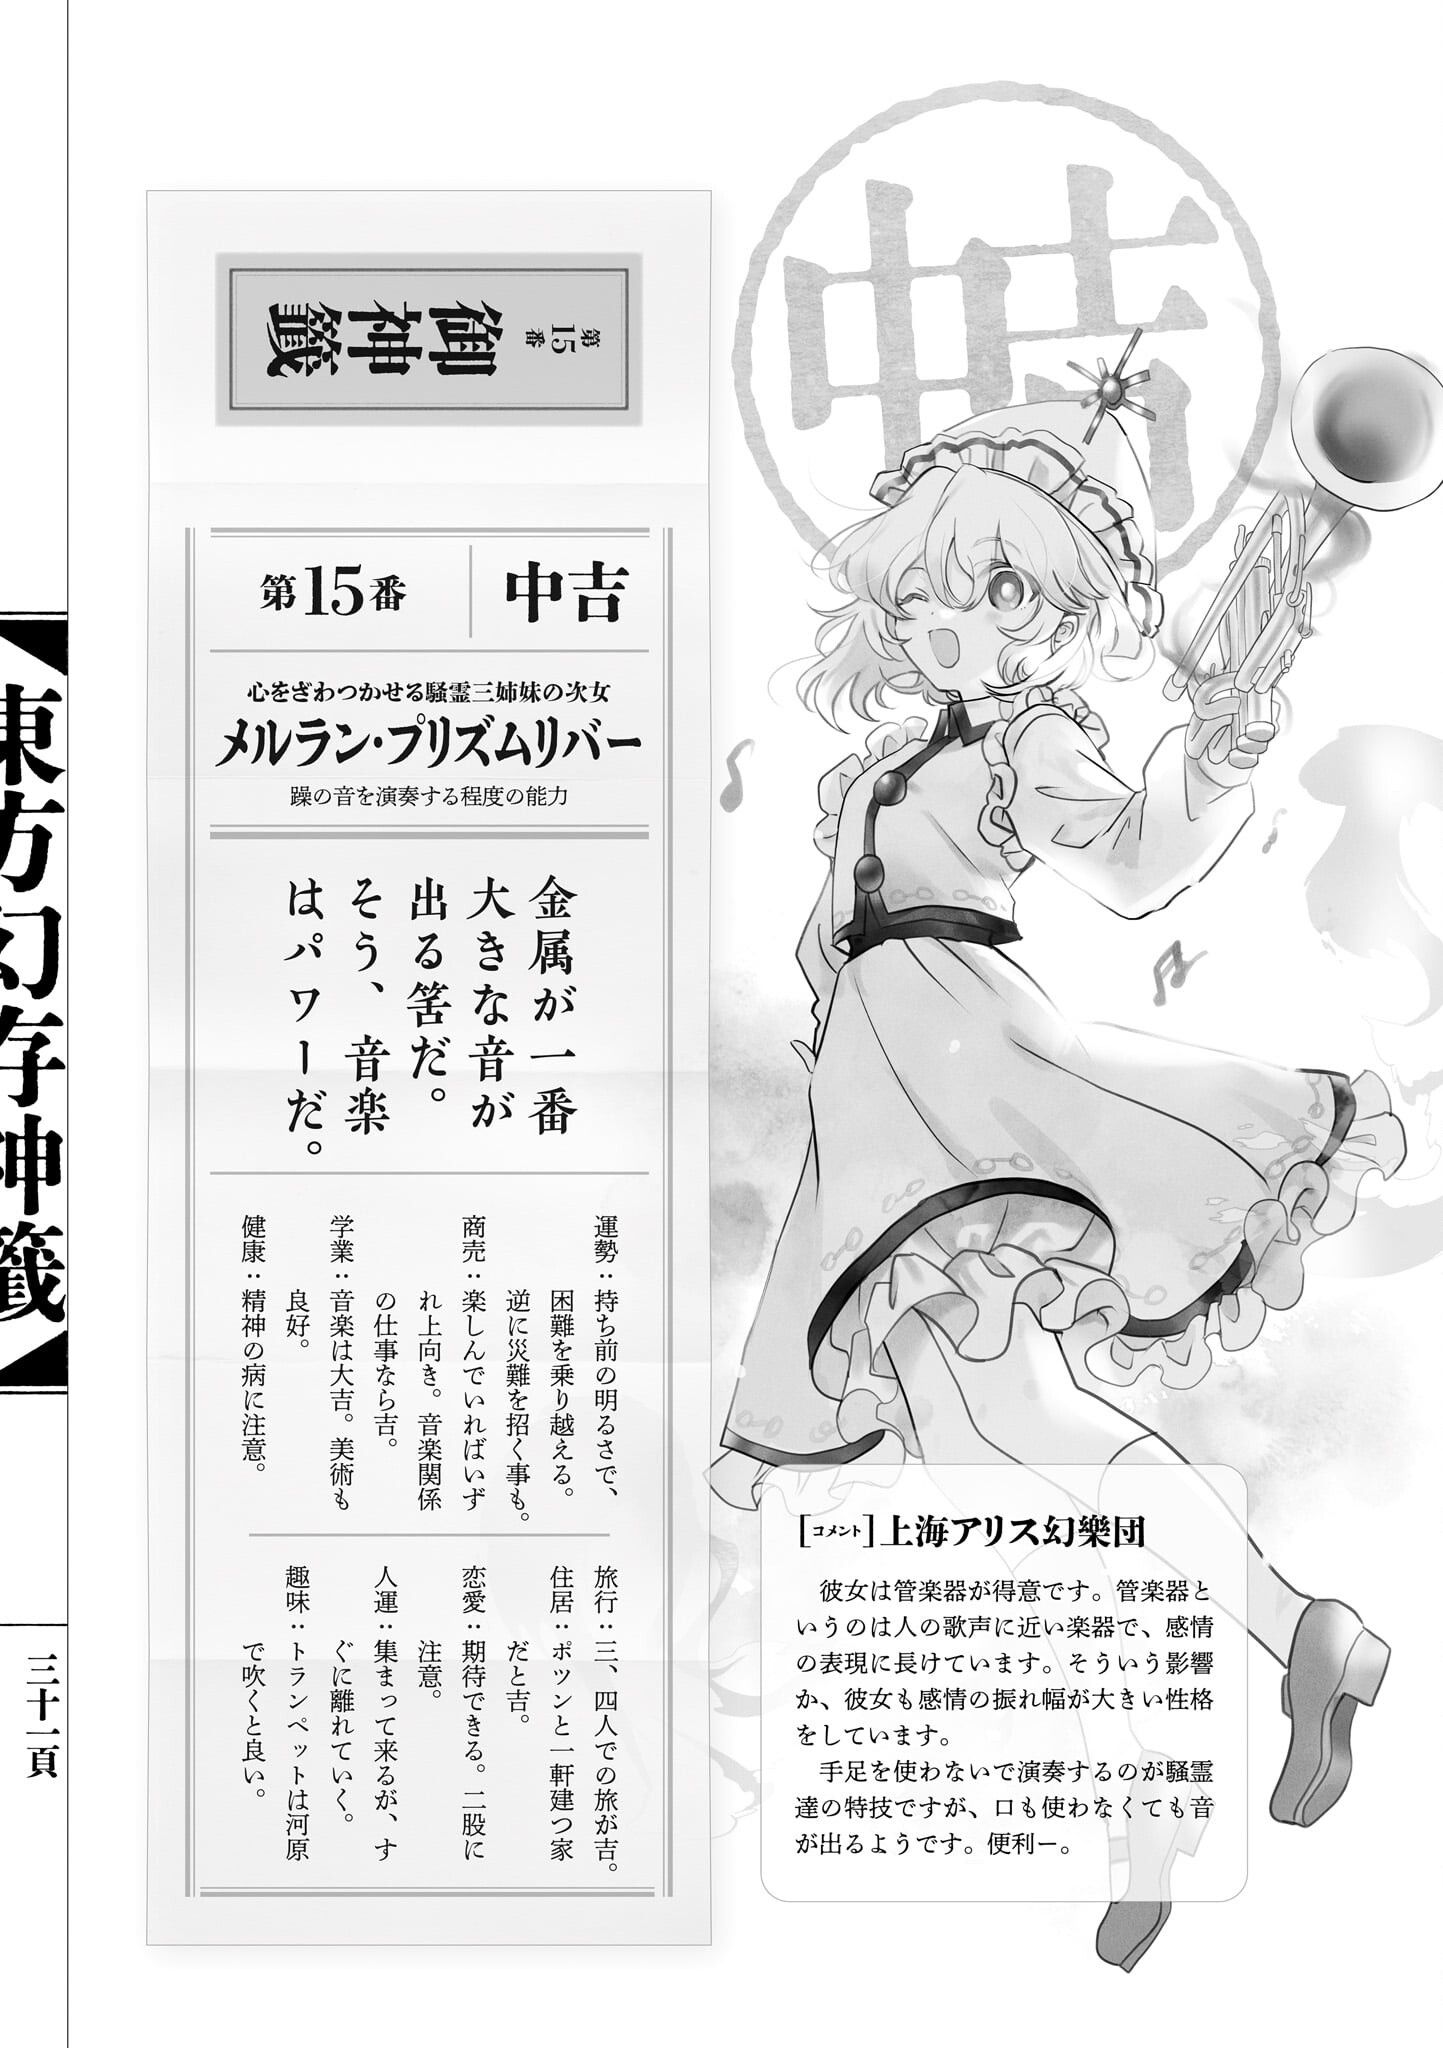 中吉
御神籤
第15番
第15番
中吉
心をざわつかせる騒霊三姉妹の次女
メルラン・プリズムリバー
躁の音を演奏する程度の能力
金属が一番
大きな音が
出る筈だ。
そう、音楽
は、パワーだ。
運勢：持ち前の明るさで、
困難を乗り越える。
逆に災難を招く事も。
商売：楽しんでいればいず
れ上向き。音楽関係
の仕事なら吉。
学業：音楽は大吉。美術も
良好。
健康：精神の病に注意。
旅行：三、四人での旅が吉。
住居：ポツンと一軒建つ家
だと吉。
恋愛：期待できる。二股に
注意。
人運：集まって来るが、す
ぐに離れていく。
趣味：トランペットは河原
で吹くと良い。
[コメント]上海アリス幻樂団
彼女は管楽器が得意です。管楽器と
いうのは人の歌声に近い楽器で、感情
の表現に長けています。そういう影響
か、彼女も感情の振れ幅が大きい性格
をしています。
手足を使わないで演奏するのが騒霊
達の特技ですが、口も使わなくても音
が出るようです。便利ー。
東方幻存神籤
三十一頁